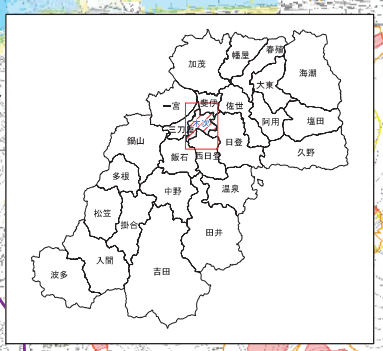 春殖
幡屋
加茂
海潮
大東
一宮
斐伊
佐世
木次
阿用
塩田
三刀屋
鍋山
日登
久野
飯石
西日登
多根
中野
温泉
松笠
掛合
田井
入間
波多
吉田